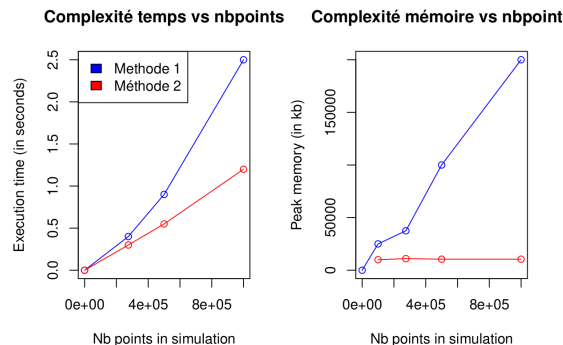 Complexité temps vs nbpoints
Execution time (in seconds)
2.5
2.0
1.5
1.0
0.5
0.0
Methode 1
Méthode 2
0e+00 4e+05 8e+05
Nb points in simulation
Complexité mémoire vs nbpoint
Peak memory (in kb)
150000
50000
0
0e+00 4e+05 8e+05
Nb points in simulation